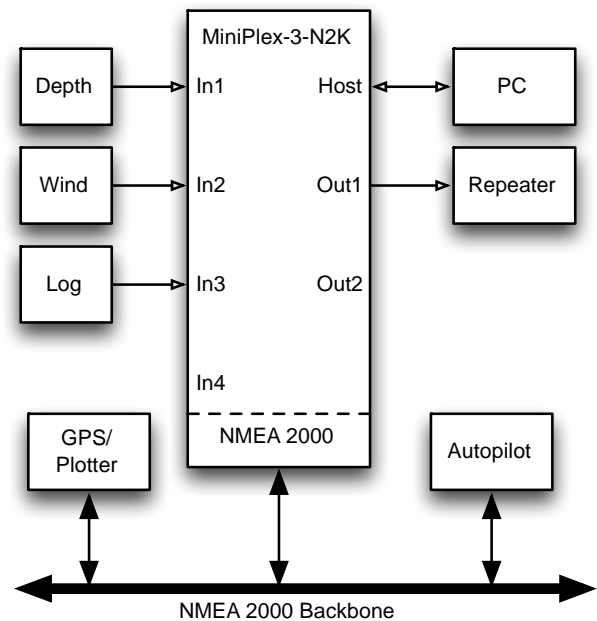 MiniPlex-3-N2K
Depth
In1
Host
PC
Wind
In2
Out1
Repeater
Log
In3
Out2
In4
GPS/
Plotter
NMEA 2000
Autopilot
NMEA 2000 Backbone